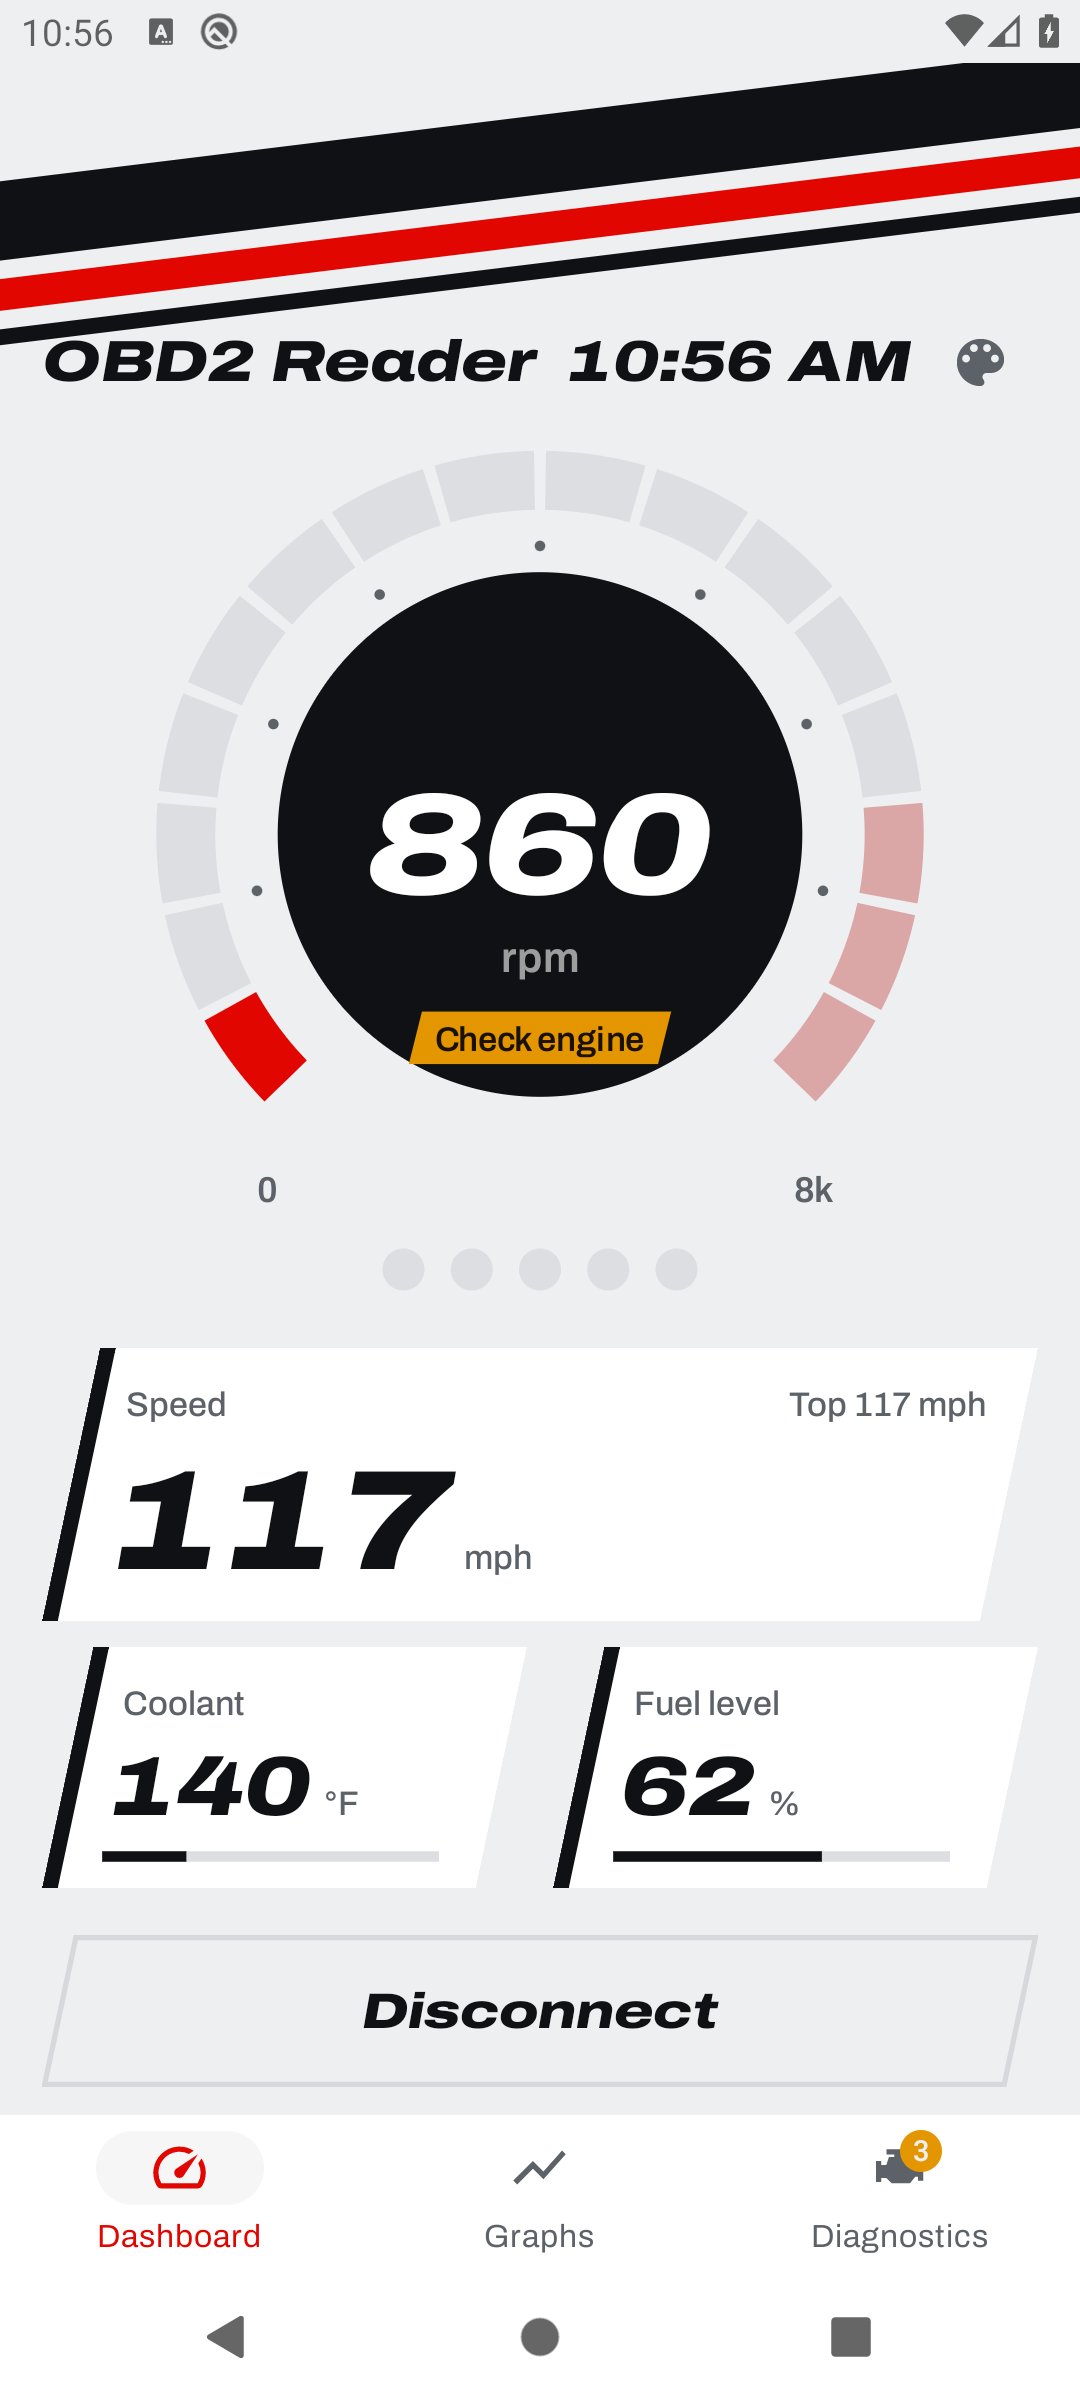 10:56
OBD2 Reader 10:56 AM
860
rpm
Check engine
0 8k
Speed Top 117 mph
117 mph
Coolant Fuel level
140 °F 62 %
Disconnect
3
Dashboard Graphs Diagnostics